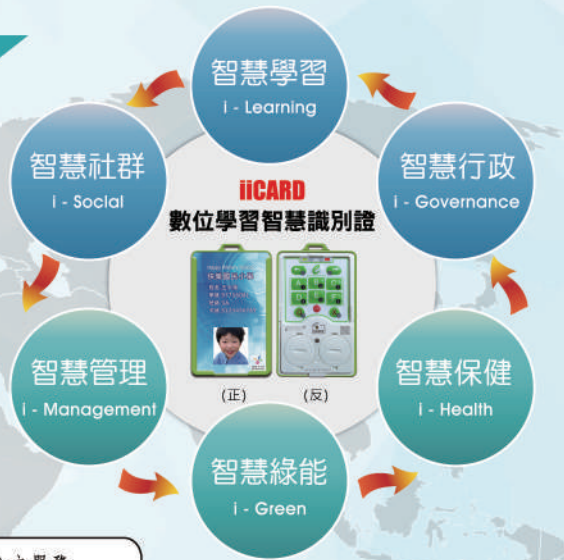 智慧學習
i - Learning
智慧社群
i - Social
智慧行政
i - Governance
iiCARD
數位學習智慧識別證
(正)
(反)
智慧管理
i - Management
智慧保健
i - Health
智慧綠能
i - Green